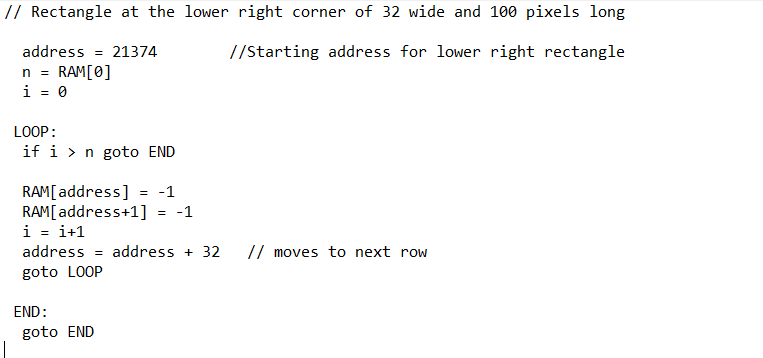 // Rectangle at the lower right corner of 32 wide and 100 pixels long
address = 21374 //Starting address for lower right rectangle
n = RAM[0]
i = 0
LOOP:
if i > n goto END
RAM[address] = -1
RAM[address+1] = -1
i = i+1
address = address + 32 // moves to next row
goto LOOP
END:
goto END